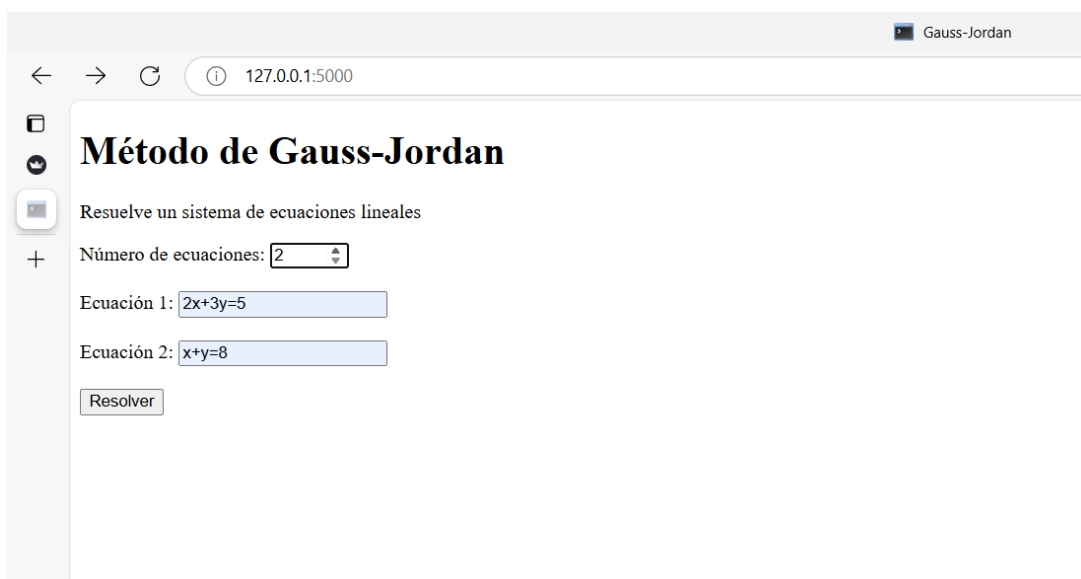 Gauss-Jordan
127.0.0.1:5000
Método de Gauss-Jordan
Resuelve un sistema de ecuaciones lineales
Número de ecuaciones: 2
Ecuación 1: 2x+3y=5
Ecuación 2: x+y=8
Resolver